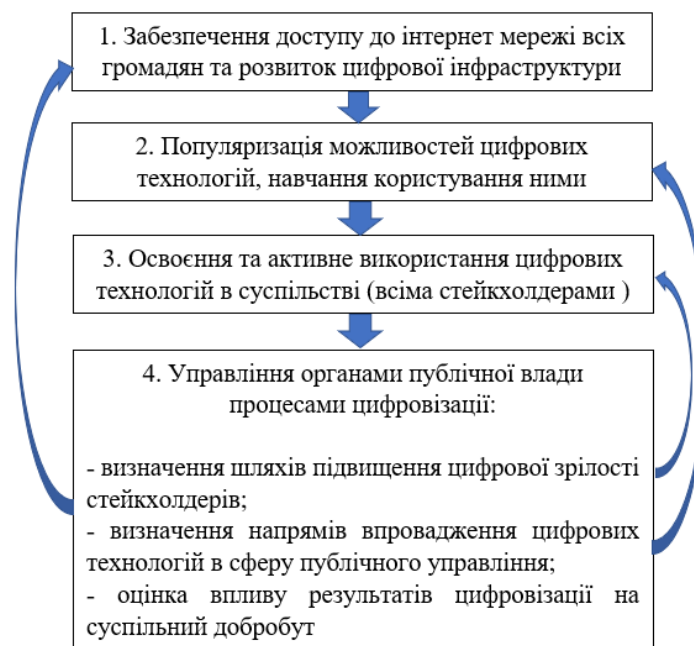 1. Забезпечення доступу до інтернет мережі всіх
громадян та розвиток цифрової інфраструктури
2. Популяризація можливостей цифрових
технологій, навчання користування ними
3. Освоєння та активне використання цифрових
технологій в суспільстві (всіма стейкхолдерами )
4. Управління органами публічної влади
процесами цифровізації:
- визначення шляхів підвищення цифрової зрілості
стейкхолдерів;
- визначення напрямів впровадження цифрових
технологій в сферу публічного управління;
- оцінка впливу результатів цифровізації на
суспільний добробут